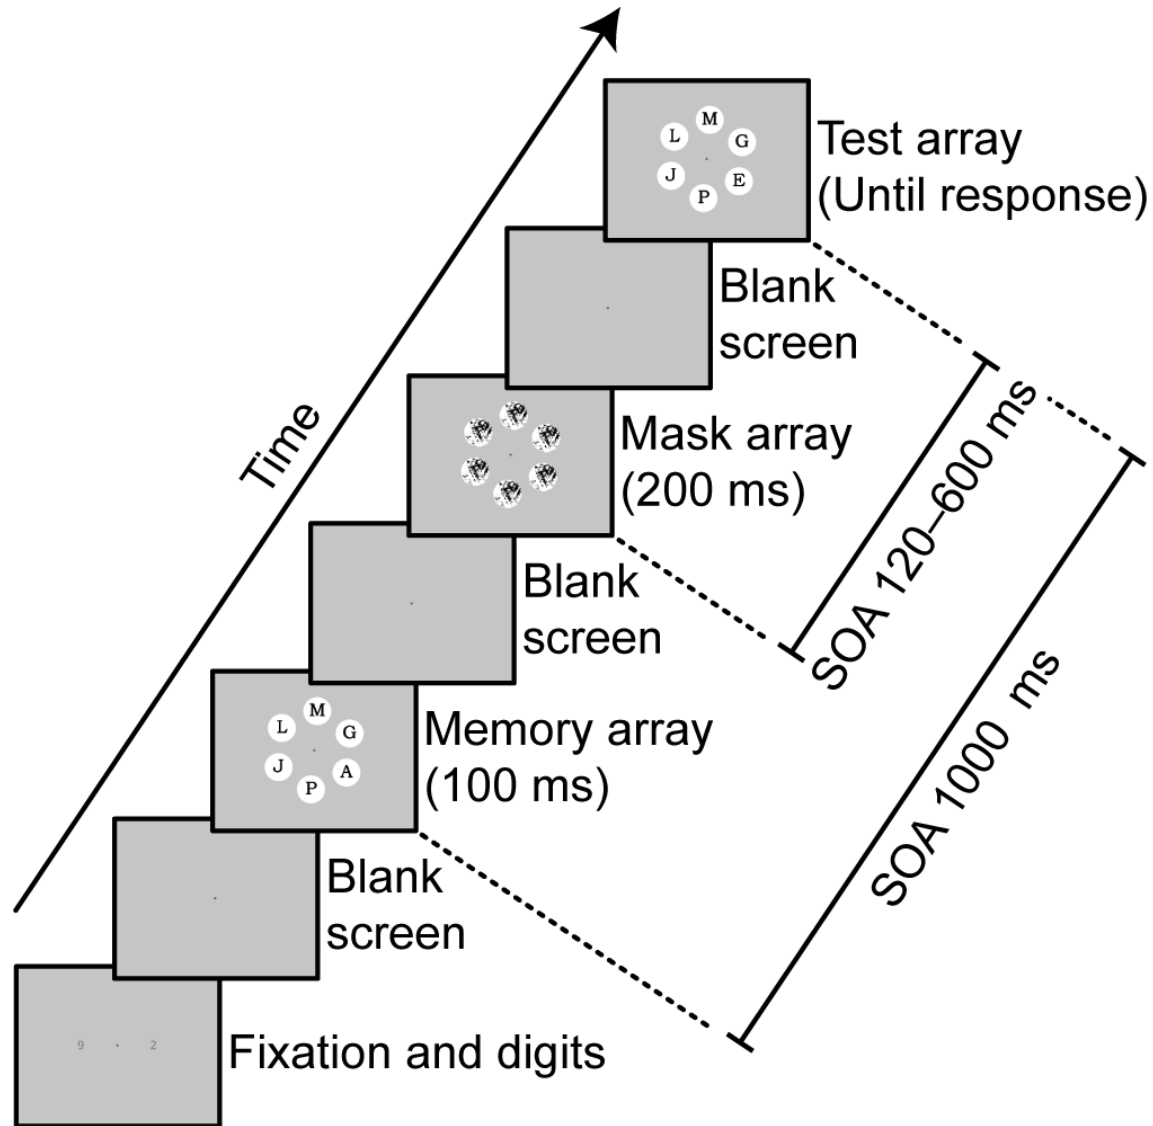 M
L G
J E
P
Test array
(Until response)
Blank
screen
Time
Mask array
(200 ms)
SOA 120–600 ms
Blank
screen
SOA 1000 ms
M
L G
J A
P
Memory array
(100 ms)
Blank
screen
9 2
Fixation and digits